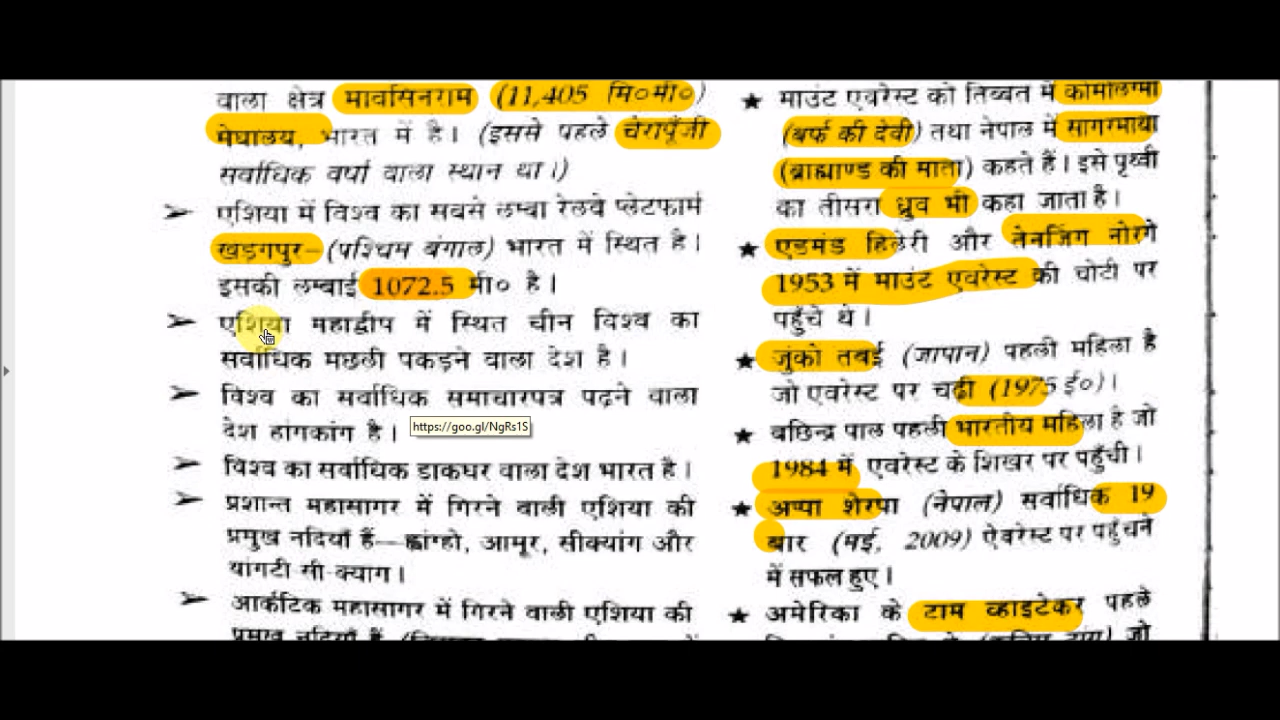 वाला क्षेत्र मावसिनराम (11,405 मि०मी०)
मेघालय, भारत में है। (इससे पहले चेरापूँजी
सर्वाधिक वर्षा वाला स्थान था।)
➢ एशिया में विश्व का सबसे लम्बा रेलवे प्लेटफार्म
खड़गपुर–(पश्चिम बंगाल) भारत में स्थित है।
इसकी लम्बाई 1072.5 मी० है।
➢ एशिया महाद्वीप में स्थित चीन विश्व का
सर्वाधिक मछली पकड़ने वाला देश है।
➢ विश्व का सर्वाधिक समाचारपत्र पढ़ने वाला
देश हांगकांग है।
https://goo.gl/NgRs1S
➢ विश्व का सर्वाधिक डाकघर वाला देश भारत है।
➢ प्रशान्त महासागर में गिरने वाली एशिया की
प्रमुख नदियाँ हैं—ह्वांग्हो, आमूर, सीक्यांग और
यांगटी सी-क्याग।
➢ आर्कटिक महासागर में गिरने वाली एशिया की
प्रमुख नदियाँ हैं
★ माउंट एवरेस्ट को तिब्बत में कोमोलग्मा
(बर्फ की देवी) तथा नेपाल में सागरमाथा
(ब्राह्माण्ड की माता) कहते हैं। इसे पृथ्वी
का तीसरा ध्रुव भी कहा जाता है।
★ एडमंड हिलेरी और तेनजिंग नोरगे
1953 में माउंट एवरेस्ट की चोटी पर
पहुँचे थे।
★ जुंको तबई (जापान) पहली महिला है
जो एवरेस्ट पर चढ़ी (1975 ई०)।
★ बछिन्द्र पाल पहली भारतीय महिला है जो
1984 में एवरेस्ट के शिखर पर पहुँची।
★ अप्पा शेरपा (नेपाल) सर्वाधिक 19
बार (मई, 2009) ऐवरेस्ट पर पहुँचने
में सफल हुए।
★ अमेरिका के टाम व्हाइटेकर पहले